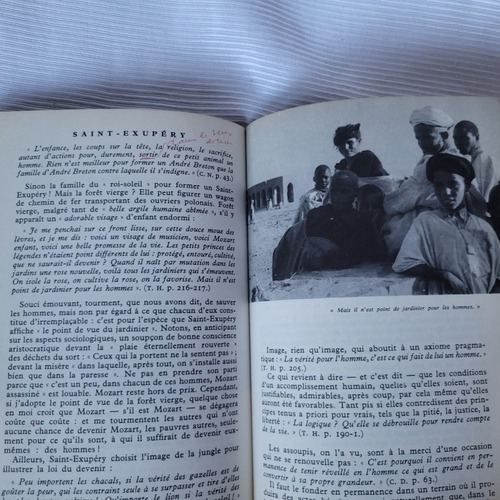 SAINT-EXUPÉRY
« L'enfance, les coups sur la tête, la religion, le sacrifice,
autant d'actions pour, durement, sortir de ce petit animal un
homme. Rien n'est meilleur pour former un André Breton que la
famille d'André Breton contre laquelle il s'indigne. » (C. N. p. 43.)
Sinon la famille du « roi-soleil » pour former un Saint-
Exupéry ! Mais la forêt vierge ? Elle peut figurer un wagon
de chemin de fer transportant des ouvriers polonais. Forêt
vierge, malgré tant de « belle argile humaine abîmée », s'il y
apparaît un « adorable visage » d'enfant endormi :
« Je me penchai sur ce front lisse, sur cette douce moue des
lèvres, et je me dis : voici un visage de musicien, voici Mozart
enfant, voici une belle promesse de la vie. Les petits princes des
légendes n'étaient point différents de lui : protégé, entouré, cultivé,
que ne saurait-il devenir ? Quand il naît par mutation dans les
jardins une rose nouvelle, voilà tous les jardiniers qui s'émeuvent.
On isole la rose, on cultive la rose, on la favorise. Mais il n'est
point de jardinier pour les hommes ». (T. H. p. 216-217.)
Souci émouvant, tourment, que nous avons dit, de sauver
les hommes, mais non par égard à ce que chacun d'eux cons-
titue d'irremplaçable : c'est pour l'espèce que Saint-Exupéry
affiche « le point de vue du jardinier ». Notons, en anticipant
sur les aspects sociologiques, un soupçon de bonne conscience
aristocratique devant la « plaie éternellement rouverte »
des déchets du sort : « Ceux qui la portent ne la sentent pas » ;
devant la misère « dans laquelle, après tout, on s'installe aussi
bien que dans la paresse ». Ne pas en prendre son parti
parce que « c'est un peu, dans chacun de ces hommes, Mozart
assassiné » est louable. Mozart reste hors de prix. Cependant,
si j'adopte le point de vue de la forêt vierge, quelque chose
en moi croit que Mozart — s'il est Mozart — se dégagera
coûte que coûte : et me tourmentent les autres qui n'ont
aucune chance de devenir Mozart, les pauvres autres, seule-
ment pour ce qu'ils sont, à qui il suffirait de devenir eux-
mêmes : des hommes !
Ailleurs, Saint-Exupéry choisit l'image de la jungle pour
illustrer la loi du devenir :
« Peu importent les chacals, si la vérité des gazelles est de
goûter la peur, qui les contraint seule à se surpasser et tire d'elles
« Mais il n'est point de jardinier pour les hommes. »
Image, rien qu'image, qui aboutit à un axiome pragma-
tique : « La vérité pour l'homme, c'est ce qui fait de lui un homme. »
(T. H. p. 205.)
Ce qui revient à dire — et c'est dit — que les conditions
d'un accomplissement humain, quelles qu'elles soient, sont
justifiables, admirables, après coup, par cela même qu'elles
ont favorisé la réussite. Tant pis si elles contredisent des prin-
cipes tenus a priori pour vrais, tels que la pitié, la justice, la
liberté : « La logique ? Qu'elle se débrouille pour rendre compte
de la vie. » (T. H. p. 190-1.)
Les assoupis, on l'a vu, sont à la merci d'une occasion
qui ne se renouvelle pas : « C'est pourquoi il convient en per-
manence de tenir réveillé en l'homme ce qui est grand et de le
convertir à sa propre grandeur. » (C. D. p. 65.)
Il faut le fonder en permanence dans un terrain où il pro-